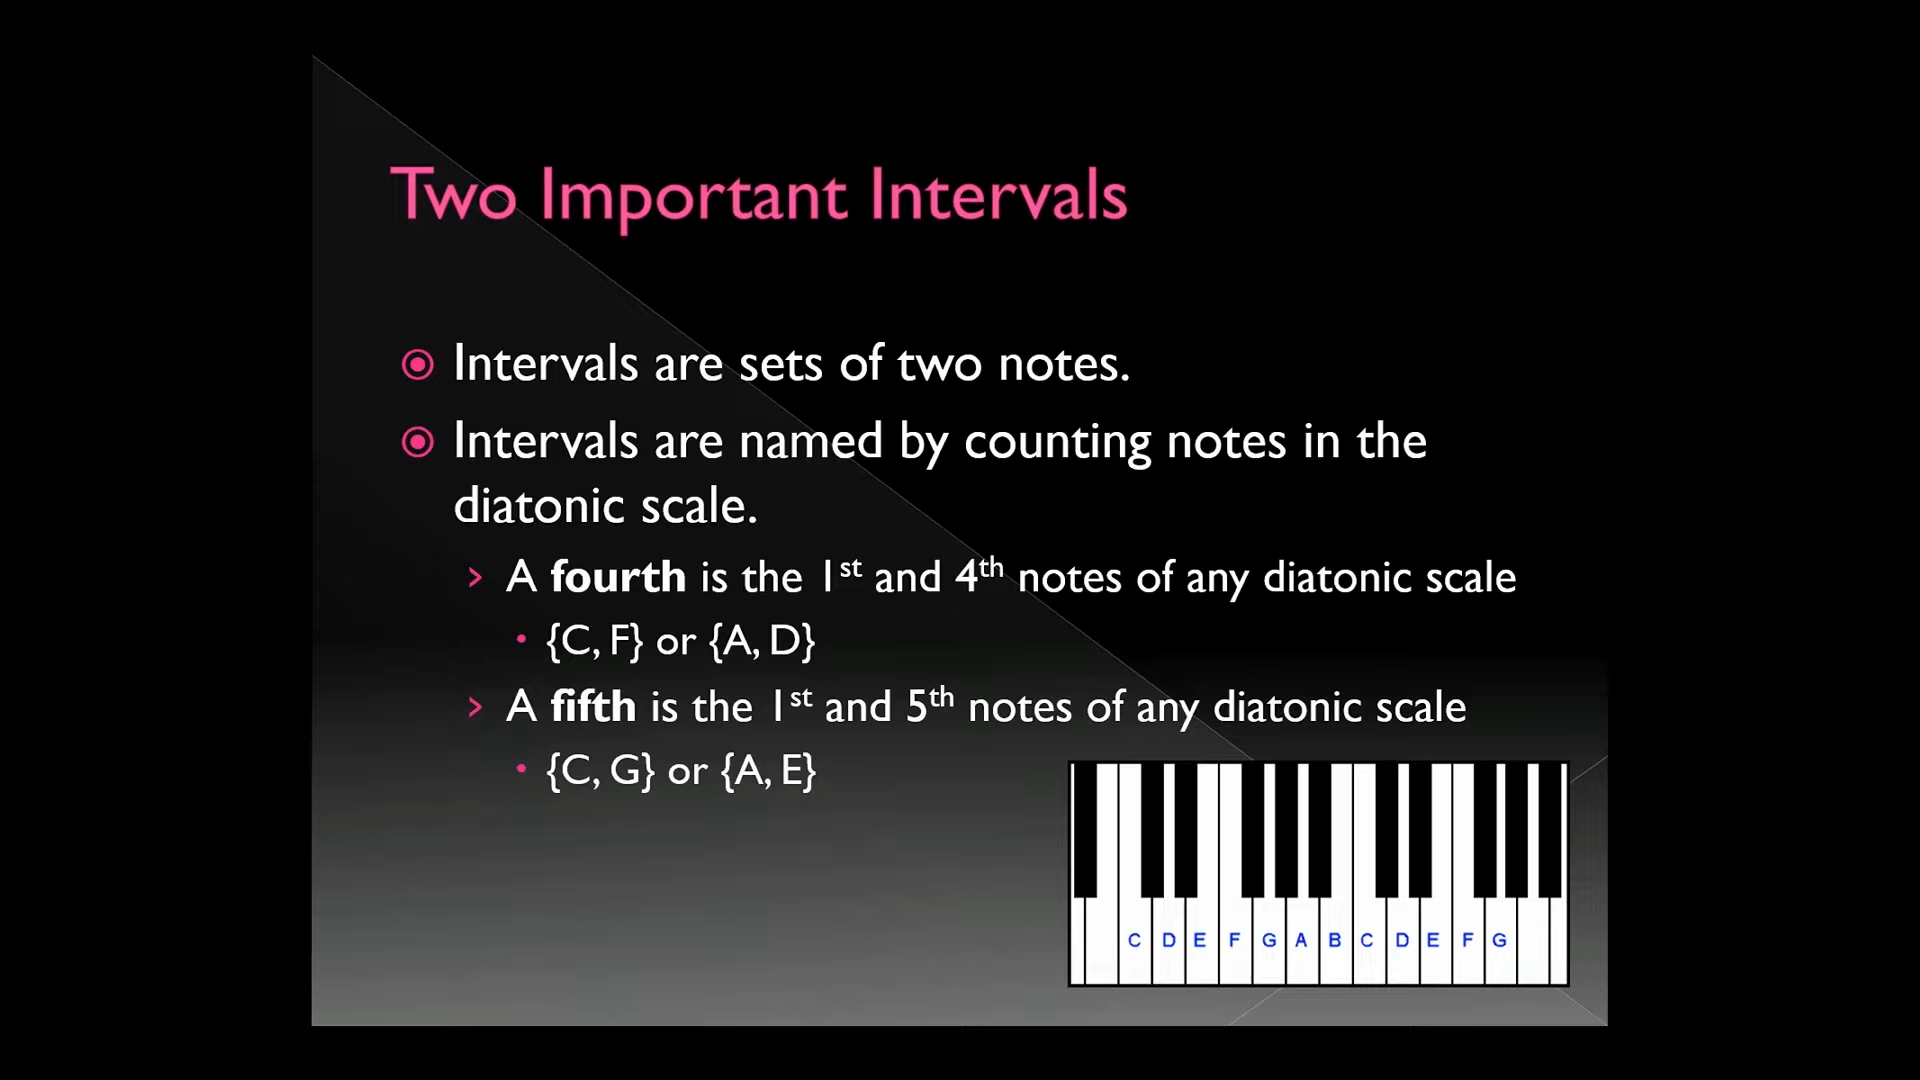 Two Important Intervals
Intervals are sets of two notes.
Intervals are named by counting notes in the
diatonic scale.
> A fourth is the 1st and 4th notes of any diatonic scale
• {C, F} or {A, D}
> A fifth is the 1st and 5th notes of any diatonic scale
• {C, G} or {A, E}
C D E F G A B C D E F G